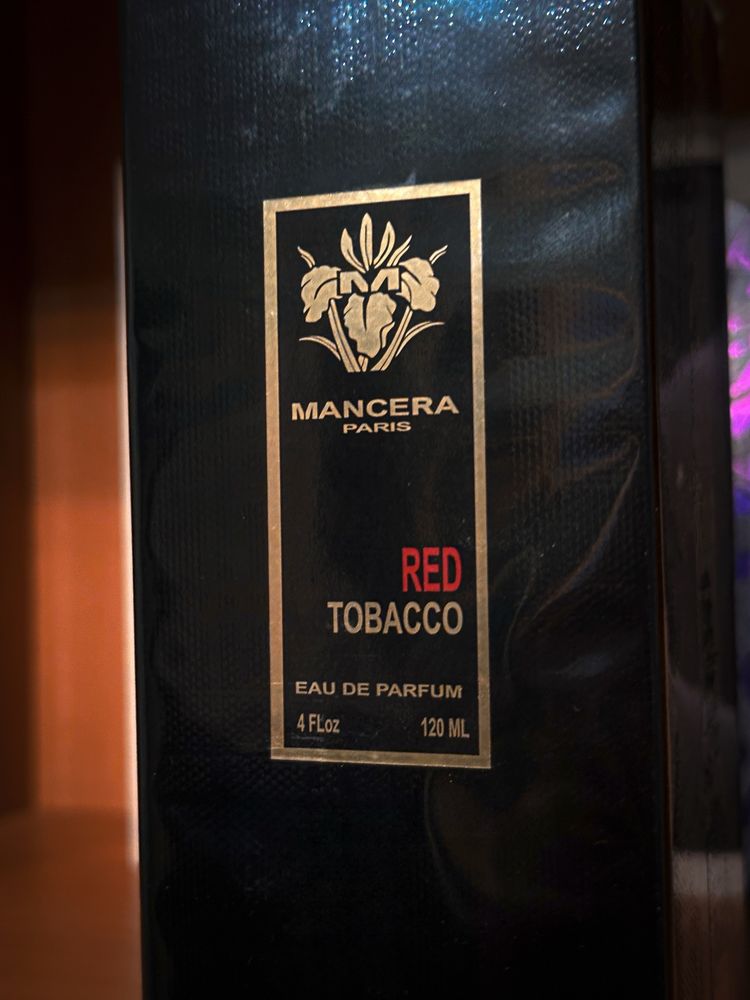 M
MANCERA
PARIS
RED
TOBACCO
EAU DE PARFUM
4 FLoz 120 ML